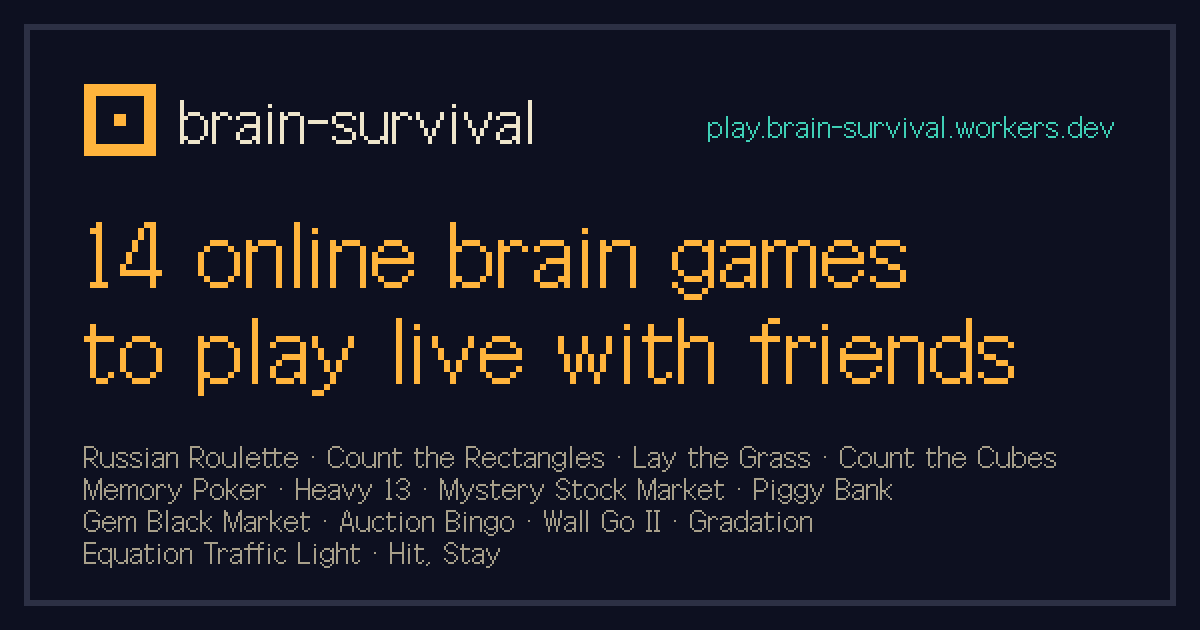 brain-survival
play.brain-survival.workers.dev
14 online brain games
to play live with friends
Russian Roulette · Count the Rectangles · Lay the Grass · Count the Cubes
Memory Poker · Heavy 13 · Mystery Stock Market · Piggy Bank
Gem Black Market · Auction Bingo · Wall Go II · Gradation
Equation Traffic Light · Hit, Stay